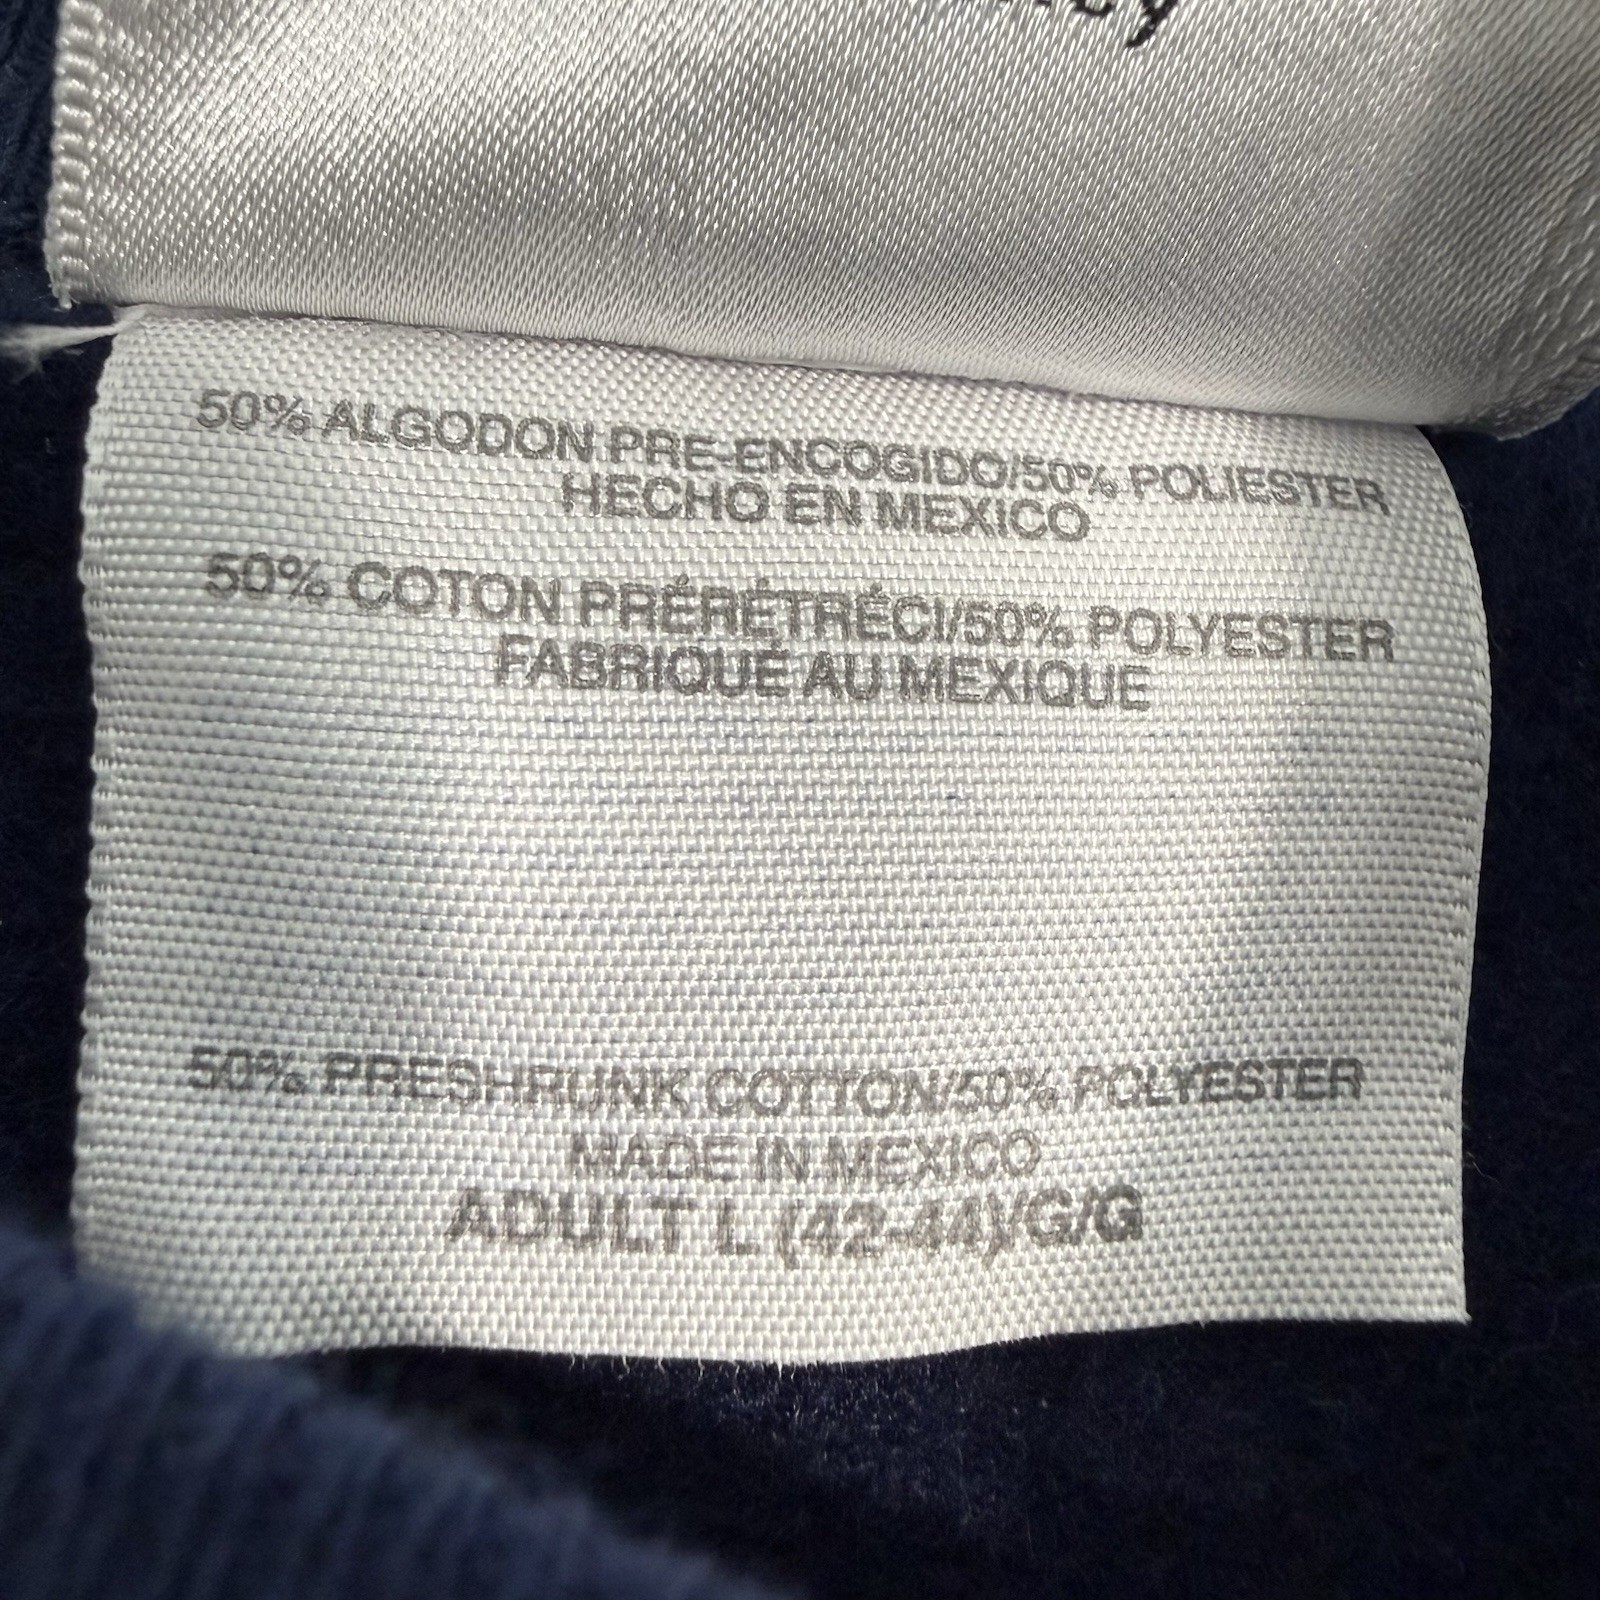 50% ALGODON PRE-ENCOGIDO/50% POLIESTER
HECHO EN MEXICO
50% COTON PRÉRÉTRÉCI/50% POLYESTER
FABRIQUÉ AU MEXIQUE
50% PRESHRUNK COTTON/50% POLYESTER
MADE IN MEXICO
ADULT L (42-44)/G/G